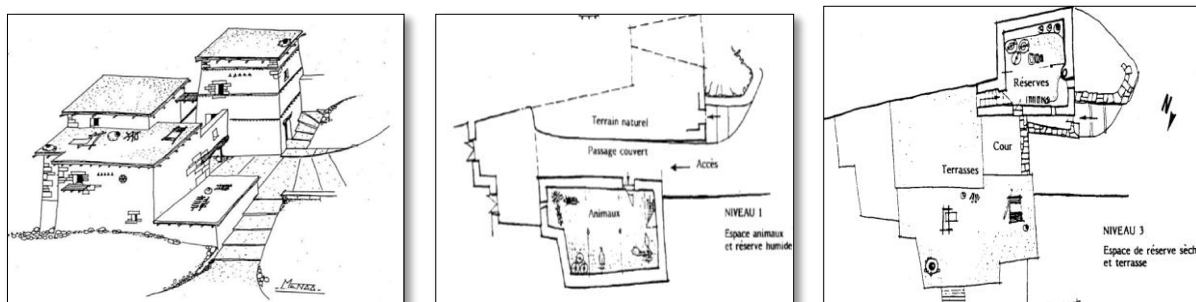 Terrain naturel
Passage couvert
Accès
Animaux
NIVEAU 1
Espace animaux
et réserve humide
Réserves
N
Cour
Terrasses
NIVEAU 3
Espace de réserve sèch
et terrasse